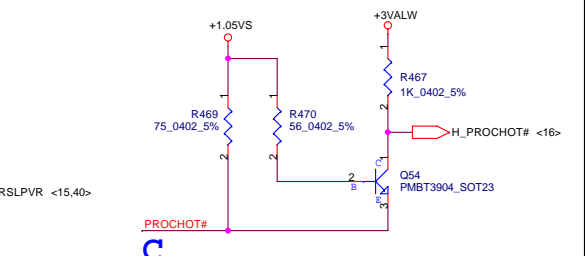 +3VALW
+1.05VS
1
R467
1K_0402_5%
2
1
R469
75_0402_5%
2
1
R470
56_0402_5%
2
H_PROCHOT# <16>
1
C
Q54
PMBT3904_SOT23
2
B
E
3
RSLPVR <15,40>
PROCHOT#
C